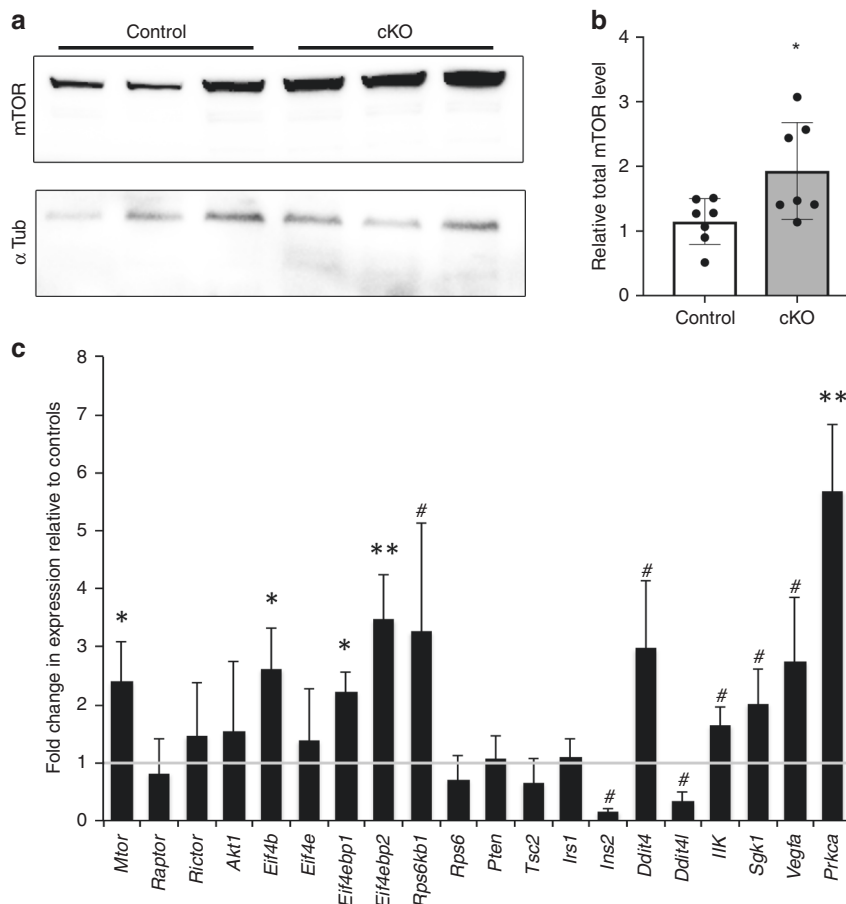 a
Control
cKO
mTOR
α Tub
b
Relative total mTOR level
4
3
2
1
0
*
Control
cKO
c
Fold change in expression relative to controls
8
7
6
5
4
3
2
1
0
*
*
*
**
#
#
#
#
#
#
#
**
Mtor
Raptor
Rictor
Akt1
Eif4b
Eif4e
Eif4ebp1
Eif4ebp2
Rps6kb1
Rps6
Pten
Tsc2
Irs1
Ins2
Ddit4
Ddit4l
IlK
Sgk1
Vegfa
Prkca